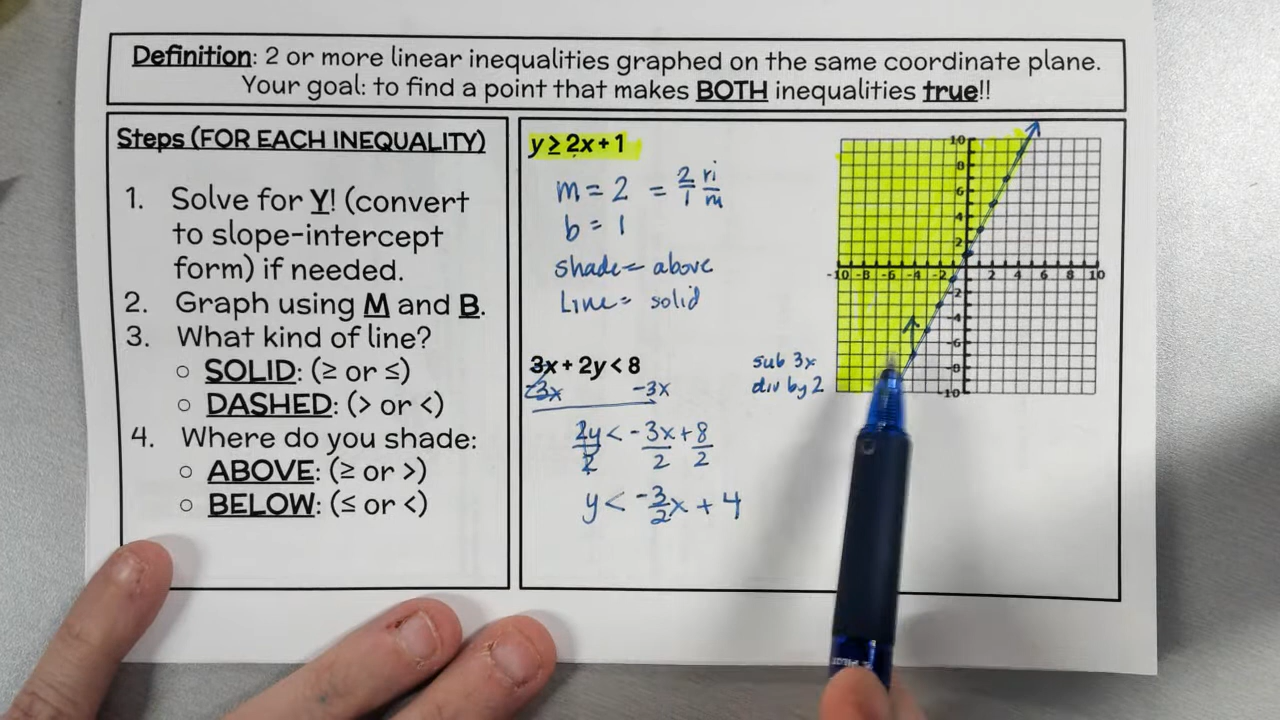 Definition: 2 or more linear inequalities graphed on the same coordinate plane.
Your goal: to find a point that makes BOTH inequalities true!!
Steps (FOR EACH INEQUALITY)
1. Solve for Y! (convert
to slope-intercept
form) if needed.
2. Graph using M and B.
3. What kind of line?
○ SOLID: (≥ or ≤)
○ DASHED: (> or <)
4. Where do you shade:
○ ABOVE: (≥ or >)
○ BELOW: (≤ or <)
y ≥ 2x + 1
m = 2 = 2/1 ri/m
b = 1
shade = above
Line = solid
3x + 2y < 8
-3x -3x
2y/2 < -3x/2 + 8/2
y < -3/2x + 4
sub 3x
div by 2
10
8
6
4
2
-10 -8 -6 -4 -2 2 4 6 8 10
-2
-4
-6
-8
-10
PILOT